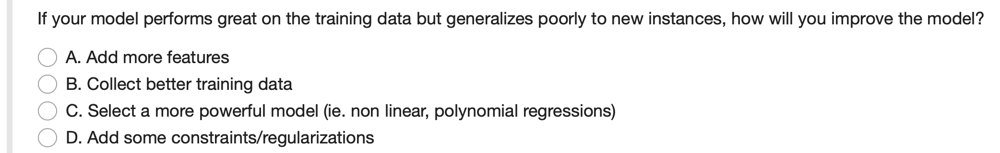 If your model performs great on the training data but generalizes poorly to new instances, how will you improve the model?
A. Add more features
B. Collect better training data
C. Select a more powerful model (ie. non linear, polynomial regressions)
D. Add some constraints/regularizations